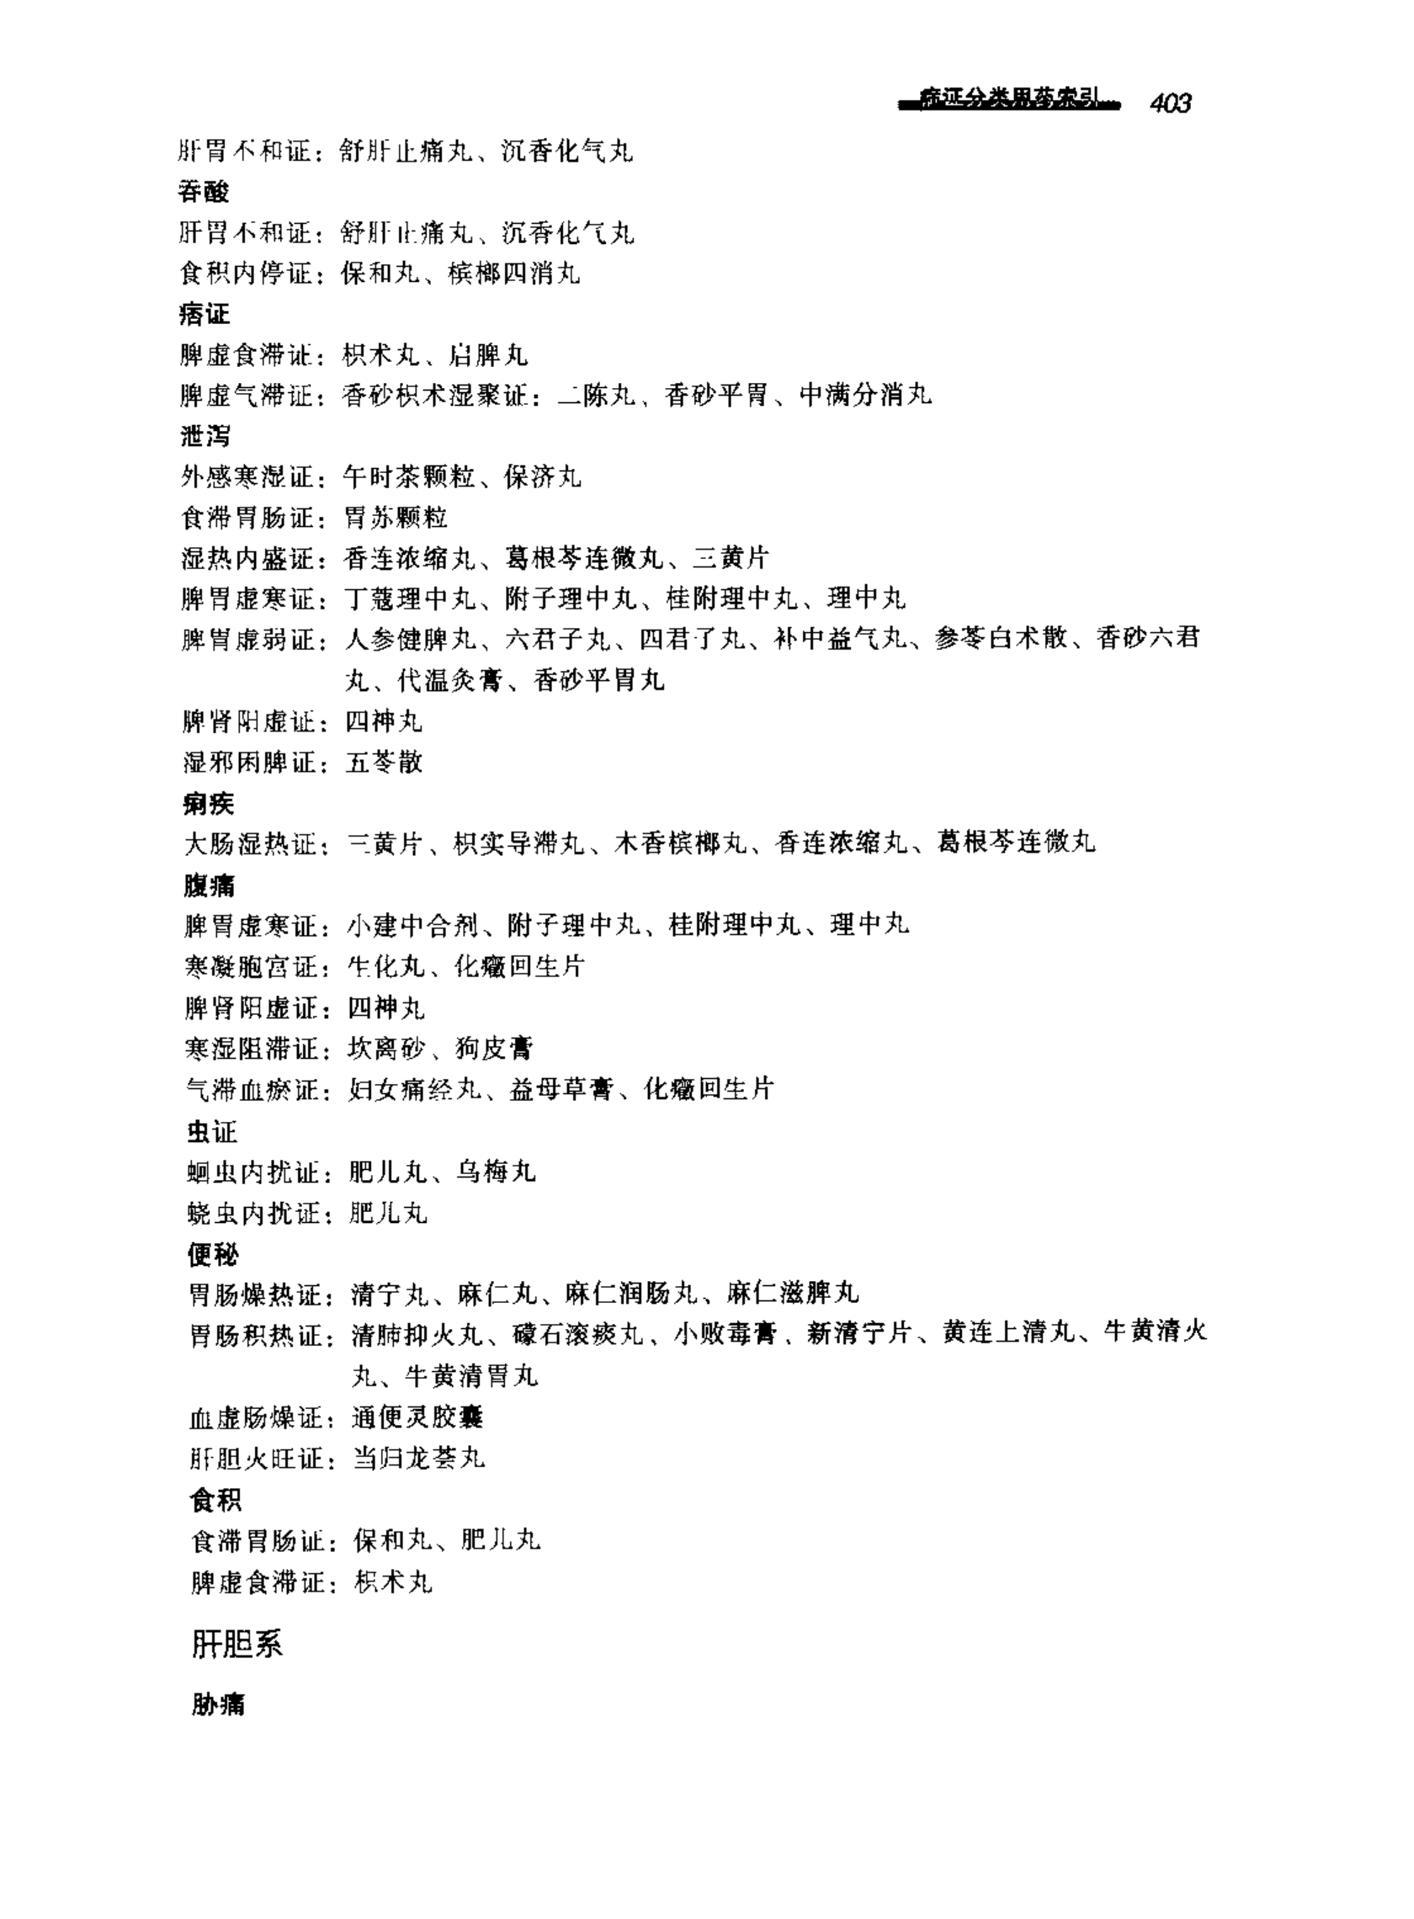 病证分类用药索引 403
肝胃不和证：舒肝止痛丸、沉香化气丸
吞酸
肝胃不和证：舒肝止痛丸、沉香化气丸
食积内停证：保和丸、槟榔四消丸
痞证
脾虚食滞证：枳术丸、启脾丸
脾虚气滞证：香砂枳术湿聚证：二陈丸、香砂平胃、中满分消丸
泄泻
外感寒湿证：午时茶颗粒、保济丸
食滞胃肠证：胃苏颗粒
湿热内盛证：香连浓缩丸、葛根芩连微丸、三黄片
脾胃虚寒证：丁蔻理中丸、附子理中丸、桂附理中丸、理中丸
脾胃虚弱证：人参健脾丸、六君子丸、四君子丸、补中益气丸、参苓白术散、香砂六君
丸、代温灸膏、香砂平胃丸
脾肾阳虚证：四神丸
湿邪困脾证：五苓散
痢疾
大肠湿热证：三黄片、枳实导滞丸、木香槟榔丸、香连浓缩丸、葛根芩连微丸
腹痛
脾胃虚寒证：小建中合剂、附子理中丸、桂附理中丸、理中丸
寒凝胞宫证：生化丸、化癥回生片
脾肾阳虚证：四神丸
寒湿阻滞证：坎离砂、狗皮膏
气滞血瘀证：妇女痛经丸、益母草膏、化癥回生片
虫证
蛔虫内扰证：肥儿丸、乌梅丸
蛲虫内扰证：肥儿丸
便秘
胃肠燥热证：清宁丸、麻仁丸、麻仁润肠丸、麻仁滋脾丸
胃肠积热证：清肺抑火丸、礞石滚痰丸、小败毒膏、新清宁片、黄连上清丸、牛黄清火
丸、牛黄清胃丸
血虚肠燥证：通便灵胶囊
肝胆火旺证：当归龙荟丸
食积
食滞胃肠证：保和丸、肥儿丸
脾虚食滞证：枳术丸
肝胆系
胁痛